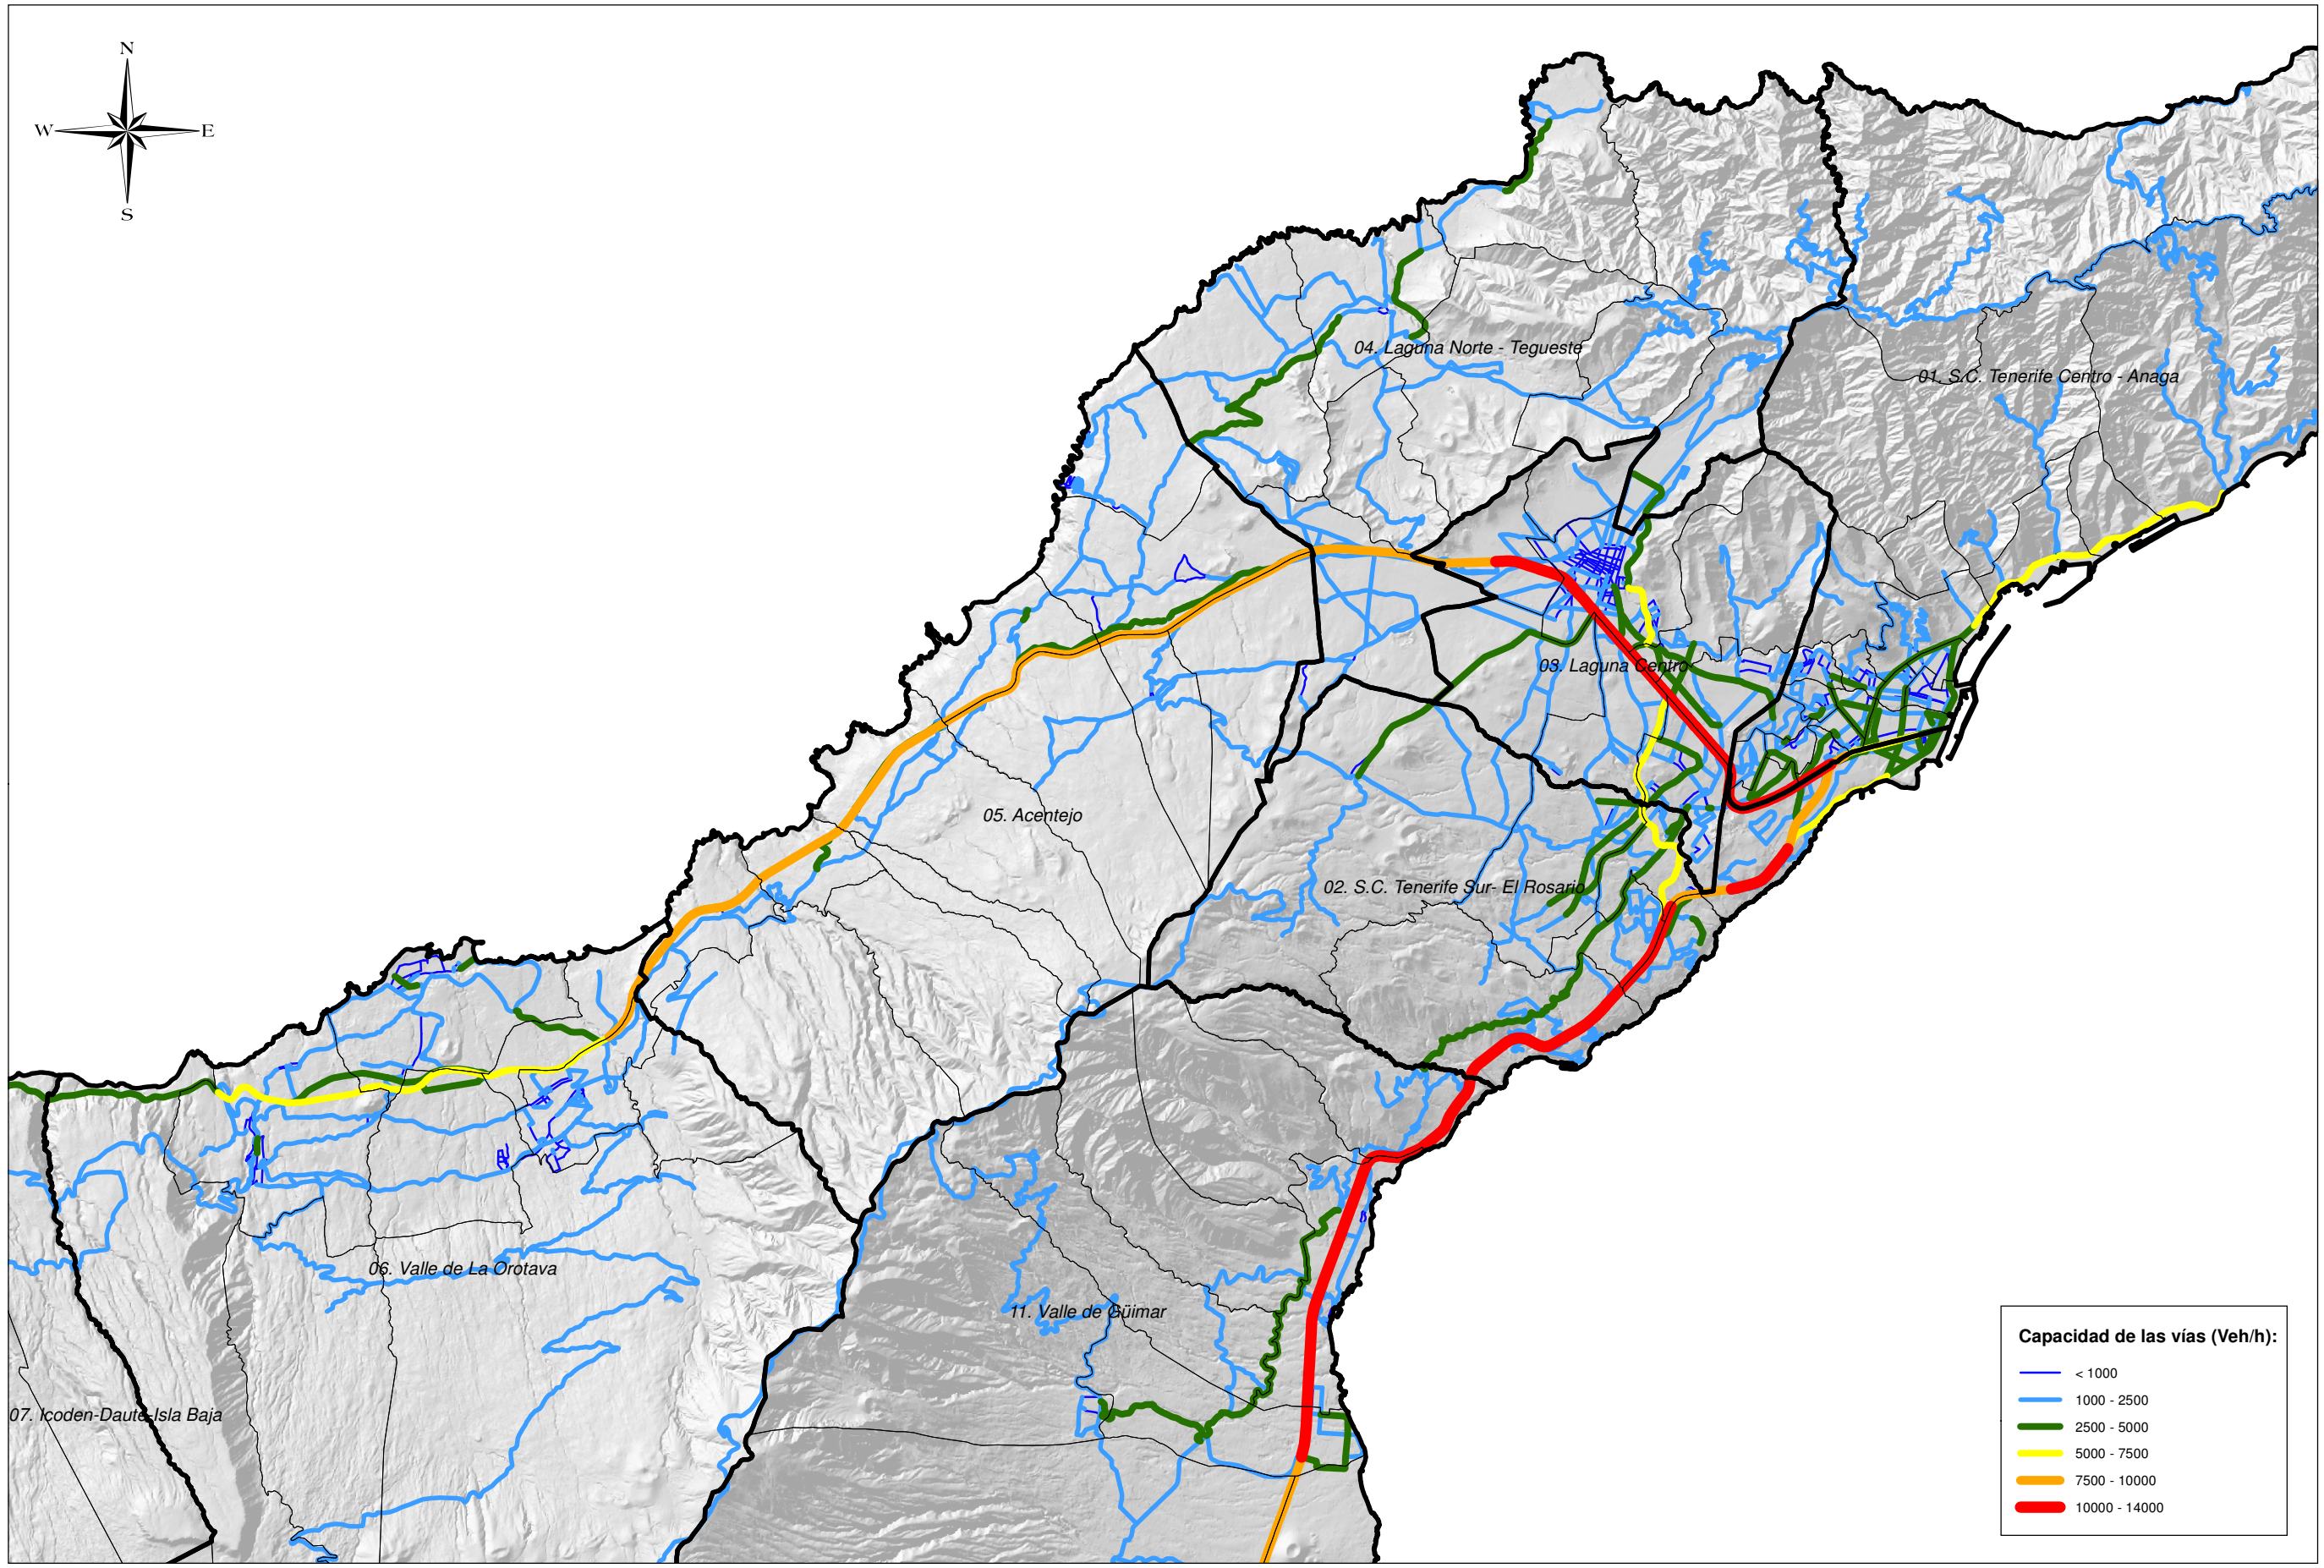 N
W
E
S
04. Laguna Norte - Tegueste
01. S.C. Tenerife Centro - Anaga
03. Laguna Centro
05. Acentejo
02. S.C. Tenerife Sur- El Rosario
06. Valle de La Orotava
11. Valle de Güimar
07. Icoden-Daute-Isla Baja
Capacidad de las vías (Veh/h):
< 1000
1000 - 2500
2500 - 5000
5000 - 7500
7500 - 10000
10000 - 14000